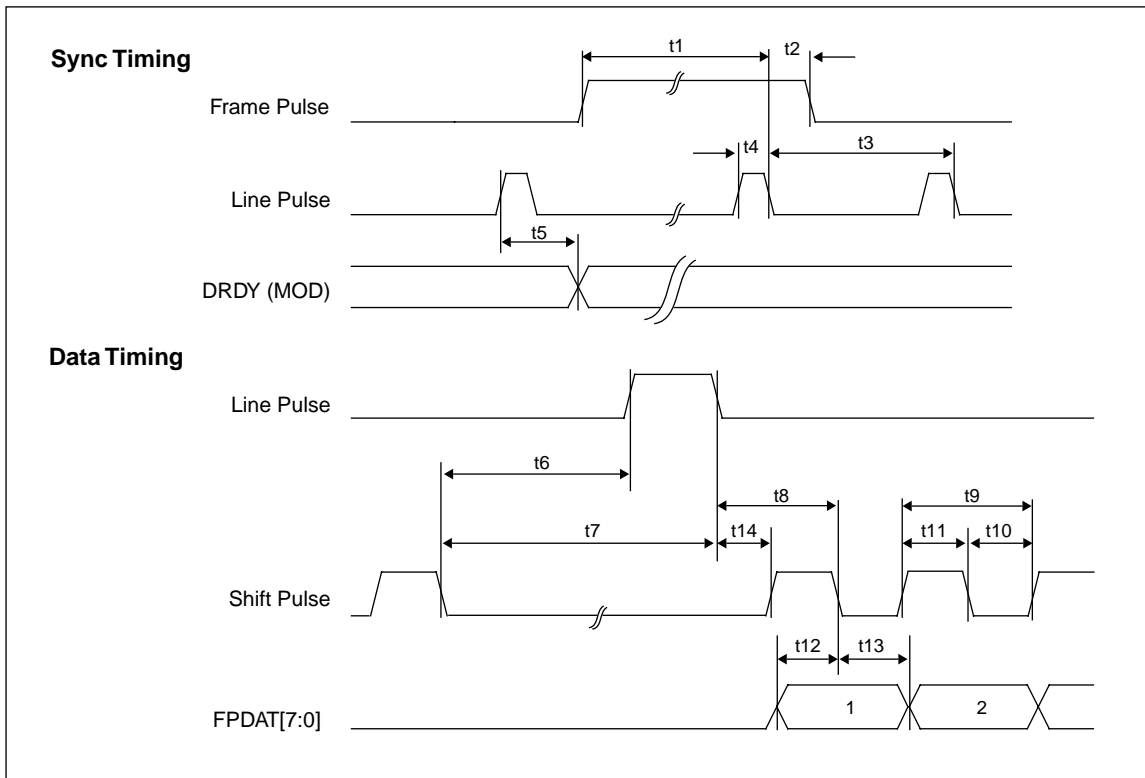 Sync Timing
t1
t2
Frame Pulse
t4
t3
Line Pulse
t5
DRDY (MOD)
Data Timing
Line Pulse
t6
t8
t9
t7
t14
t11
t10
Shift Pulse
t12
t13
FPDAT[7:0]
1
2